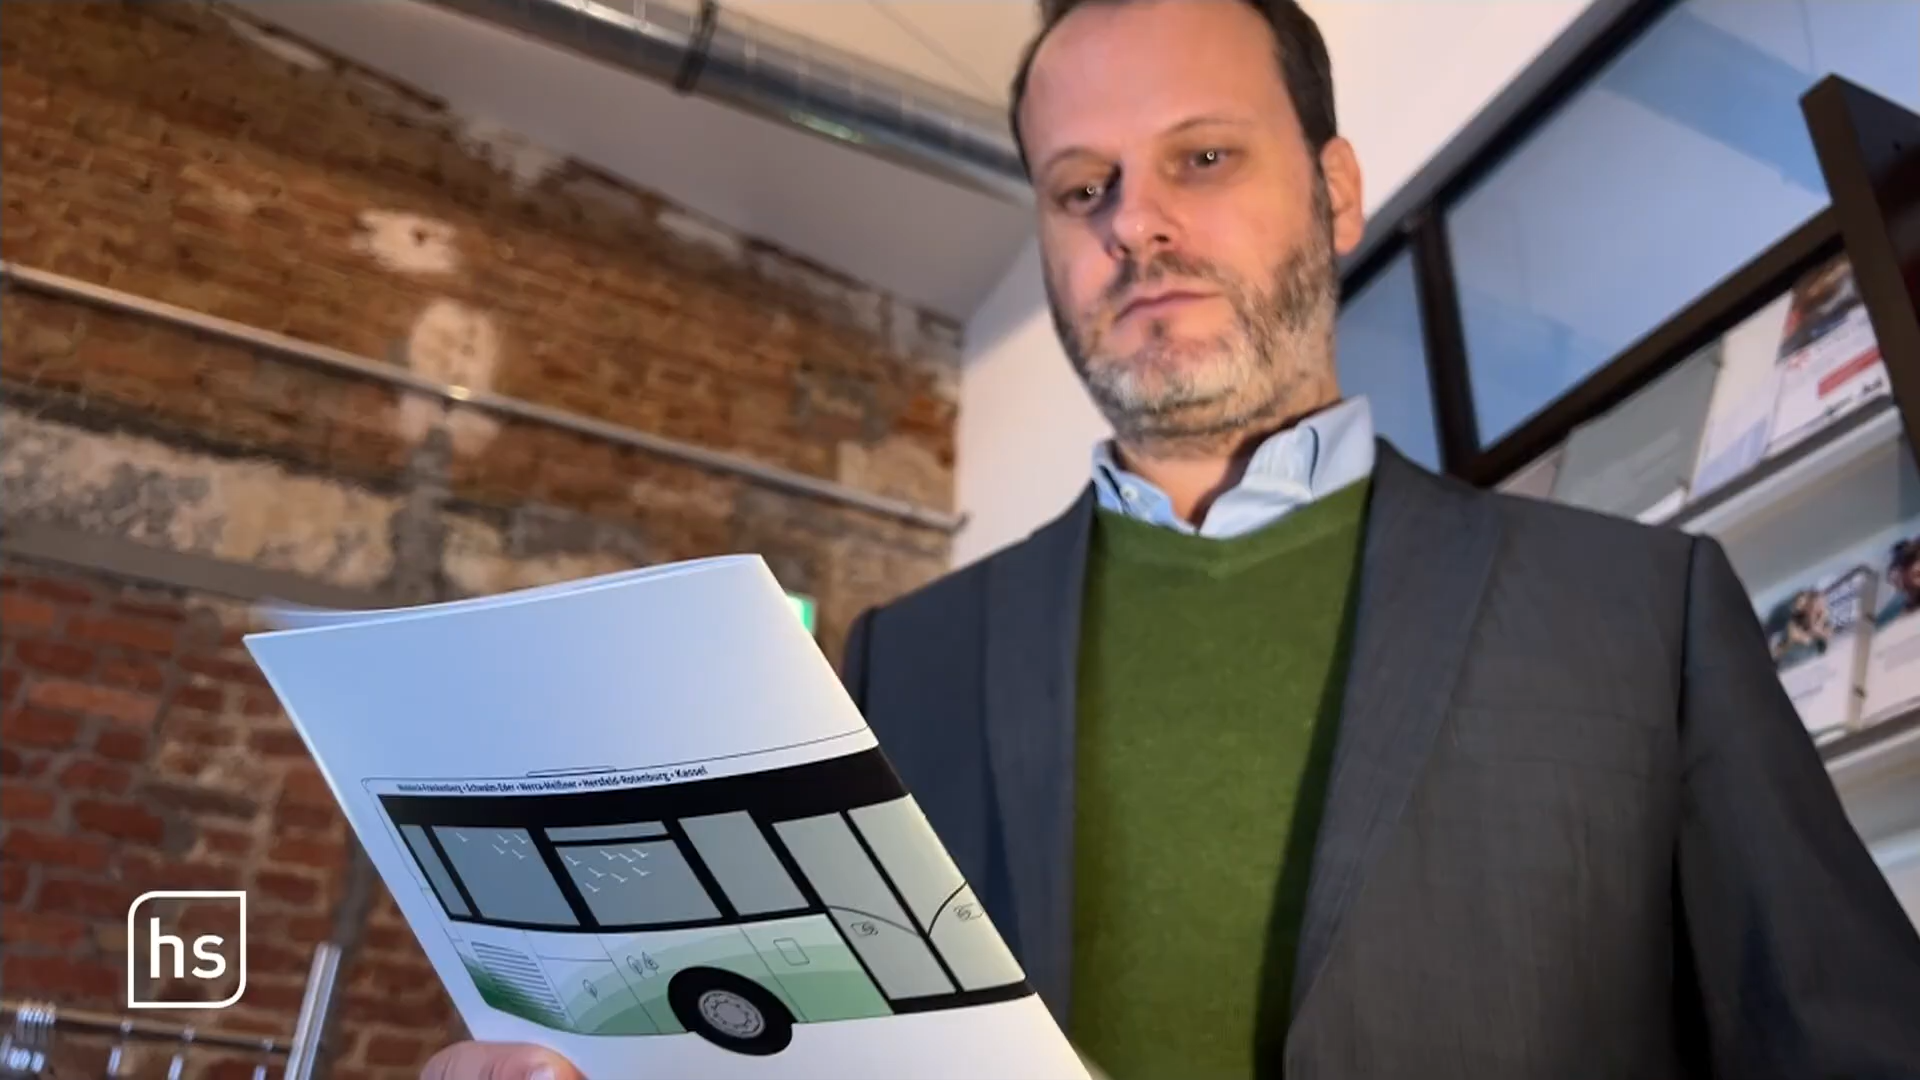 Waldeck-Frankenberg • Schwalm-Eder • Werra-Meißner • Hersfeld-Rotenburg • Kassel
hs